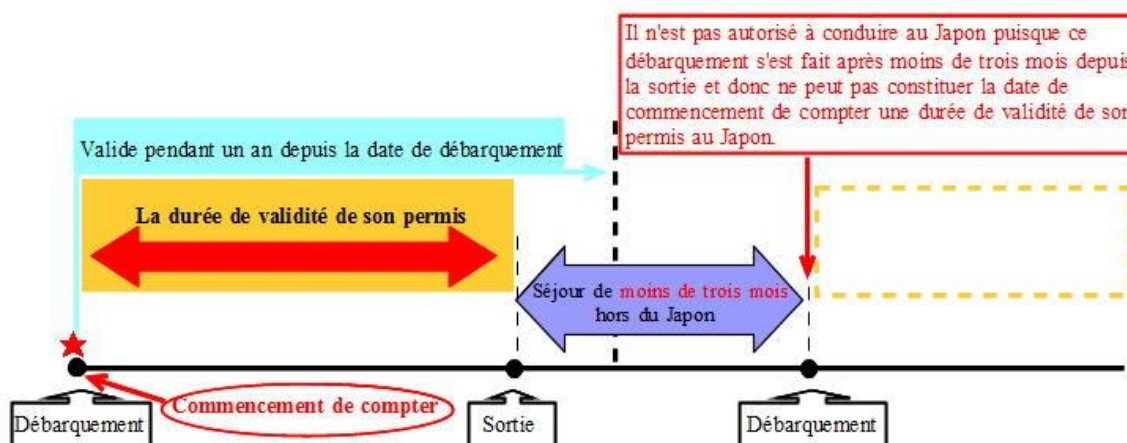 Il n'est pas autorisé à conduire au Japon puisque ce
débarquement s'est fait après moins de trois mois depuis
la sortie et donc ne peut pas constituer la date de
commencement de compter une durée de validité de son
permis au Japon.
Valide pendant un an depuis la date de débarquement
La durée de validité de son permis
Séjour de moins de trois mois
hors du Japon
Commencement de compter
Débarquement
Sortie
Débarquement